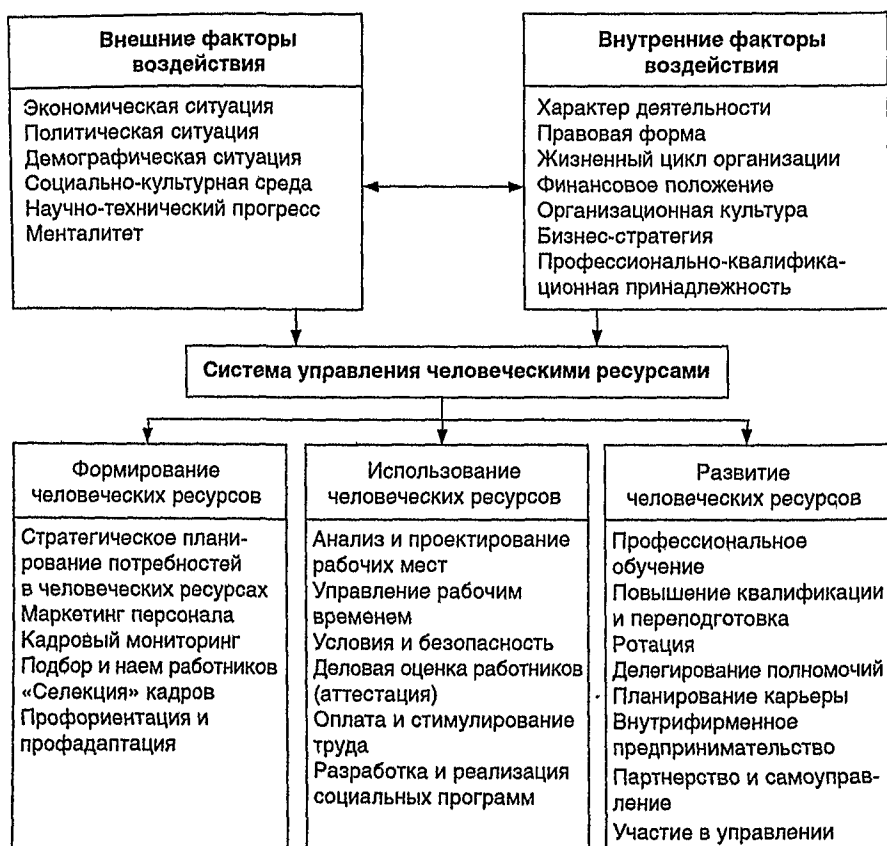 Внешние факторы
воздействия
Экономическая ситуация
Политическая ситуация
Демографическая ситуация
Социально-культурная среда
Научно-технический прогресс
Менталитет
Внутренние факторы
воздействия
Характер деятельности
Правовая форма
Жизненный цикл организации
Финансовое положение
Организационная культура
Бизнес-стратегия
Профессионально-квалифика-
ционная принадлежность
Система управления человеческими ресурсами
Формирование
человеческих ресурсов
Стратегическое плани-
рование потребностей
в человеческих ресурсах
Маркетинг персонала
Кадровый мониторинг
Подбор и наем работников
«Селекция» кадров
Профориентация и
профадаптация
Использование
человеческих ресурсов
Анализ и проектирование
рабочих мест
Управление рабочим
временем
Условия и безопасность
Деловая оценка работников
(аттестация)
Оплата и стимулирование
труда
Разработка и реализация
социальных программ
Развитие
человеческих ресурсов
Профессиональное
обучение
Повышение квалификации
и переподготовка
Ротация
Делегирование полномочий
Планирование карьеры
Внутрифирменное
предпринимательство
Партнерство и самоуправ-
ление
Участие в управлении